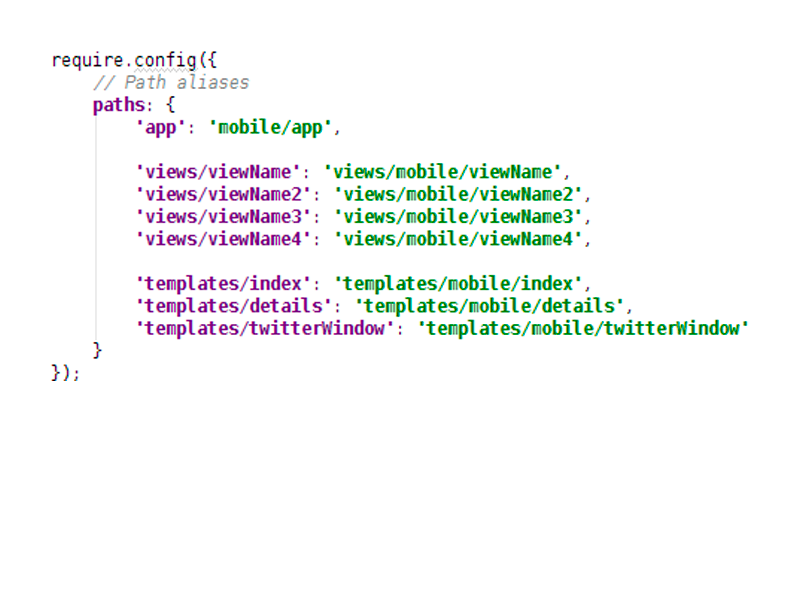 require.config({
// Path aliases
paths: {
'app': 'mobile/app',
'views/viewName': 'views/mobile/viewName',
'views/viewName2': 'views/mobile/viewName2',
'views/viewName3': 'views/mobile/viewName3',
'views/viewName4': 'views/mobile/viewName4',
'templates/index': 'templates/mobile/index',
'templates/details': 'templates/mobile/details',
'templates/twitterWindow': 'templates/mobile/twitterWindow'
}
});